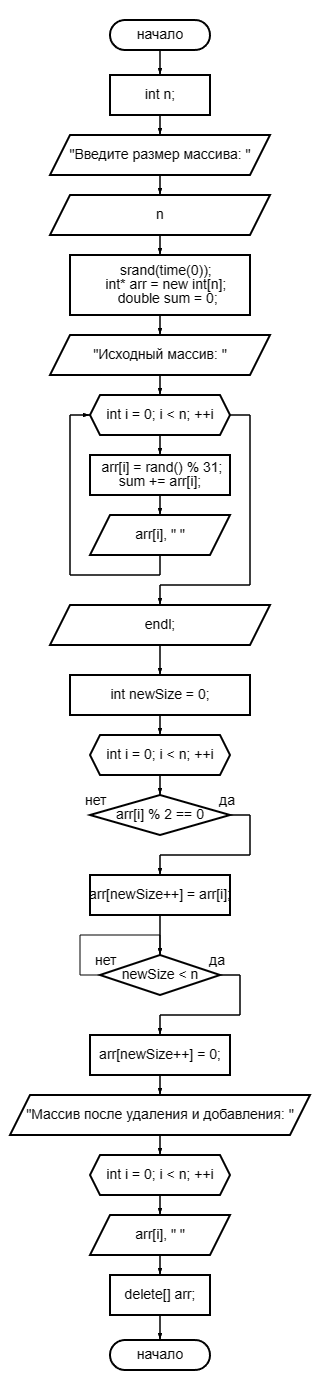 начало
int n;
"Введите размер массива: "
n
srand(time(0));
int* arr = new int[n];
double sum = 0;
"Исходный массив: "
int i = 0; i < n; ++i
arr[i] = rand() % 31;
sum += arr[i];
arr[i], " "
endl;
int newSize = 0;
int i = 0; i < n; ++i
нет
да
arr[i] % 2 == 0
arr[newSize++] = arr[i];
нет
да
newSize < n
arr[newSize++] = 0;
"Массив после удаления и добавления: "
int i = 0; i < n; ++i
arr[i], " "
delete[] arr;
начало